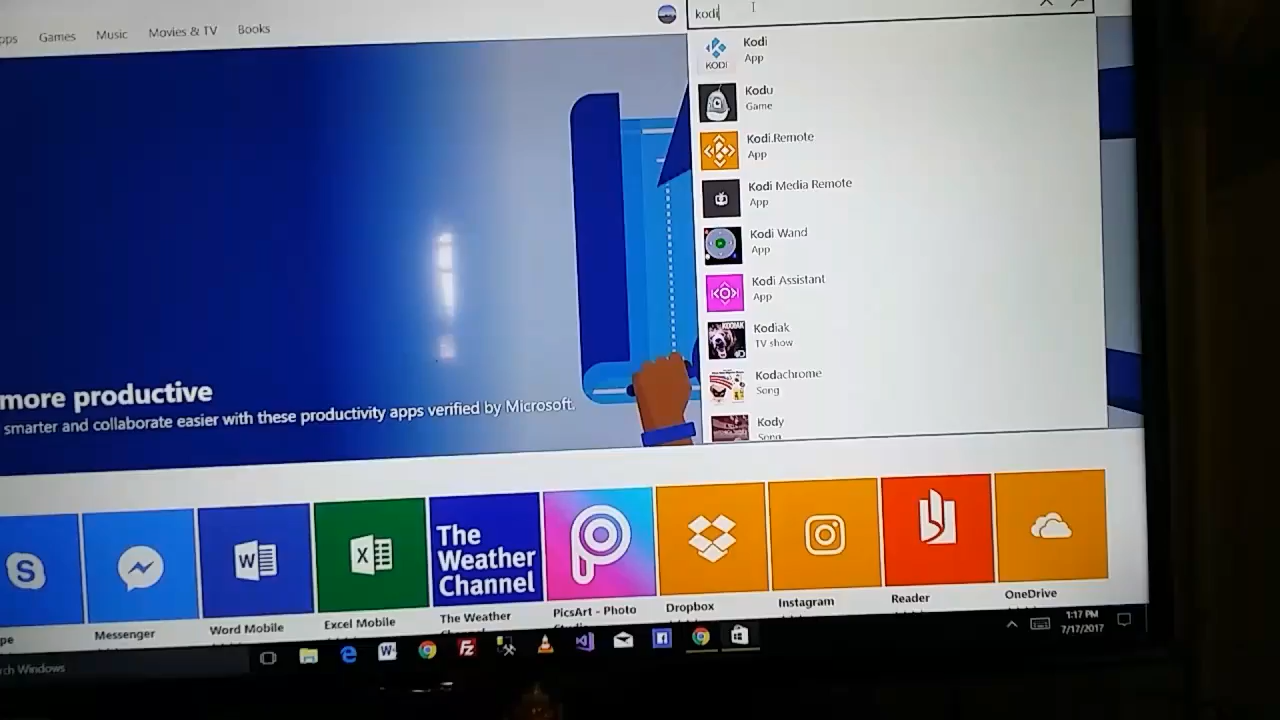 Games Music Movies & TV Books
kodi
Kodi
App
KODI
Kodu
Game
Kodi.Remote
App
Kodi Media Remote
App
Kodi Wand
App
Kodi Assistant
App
KODIAK
Kodiak
TV show
Kodachrome
Song
Kody
Song
more productive
smarter and collaborate easier with these productivity apps verified by Microsoft.
The
Weather
Channel
Messenger
Word Mobile
Excel Mobile
The Weather
PicsArt - Photo
Dropbox
Instagram
Reader
OneDrive
1:17 PM
7/17/2017
Windows